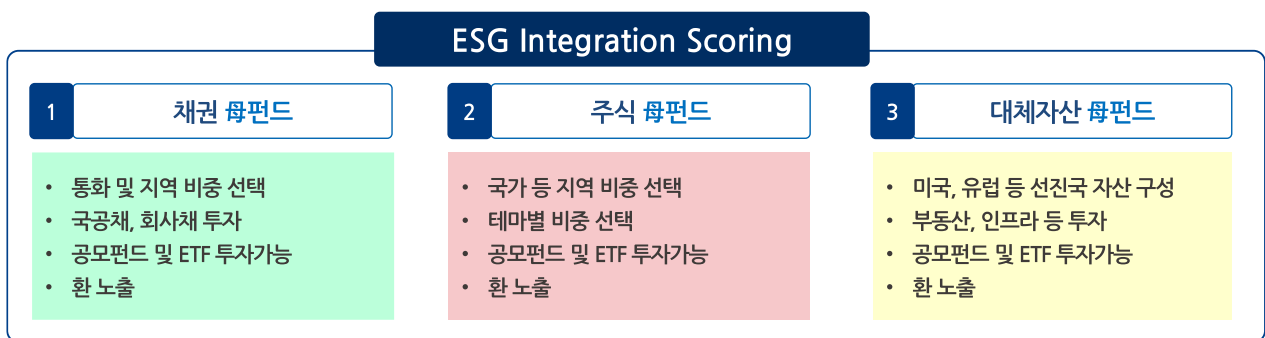 ESG Integration Scoring
1
채권 母펀드
• 통화 및 지역 비중 선택
• 국공채, 회사채 투자
• 공모펀드 및 ETF 투자가능
• 환 노출
2
주식 母펀드
• 국가 등 지역 비중 선택
• 테마별 비중 선택
• 공모펀드 및 ETF 투자가능
• 환 노출
3
대체자산 母펀드
• 미국, 유럽 등 선진국 자산 구성
• 부동산, 인프라 등 투자
• 공모펀드 및 ETF 투자가능
• 환 노출